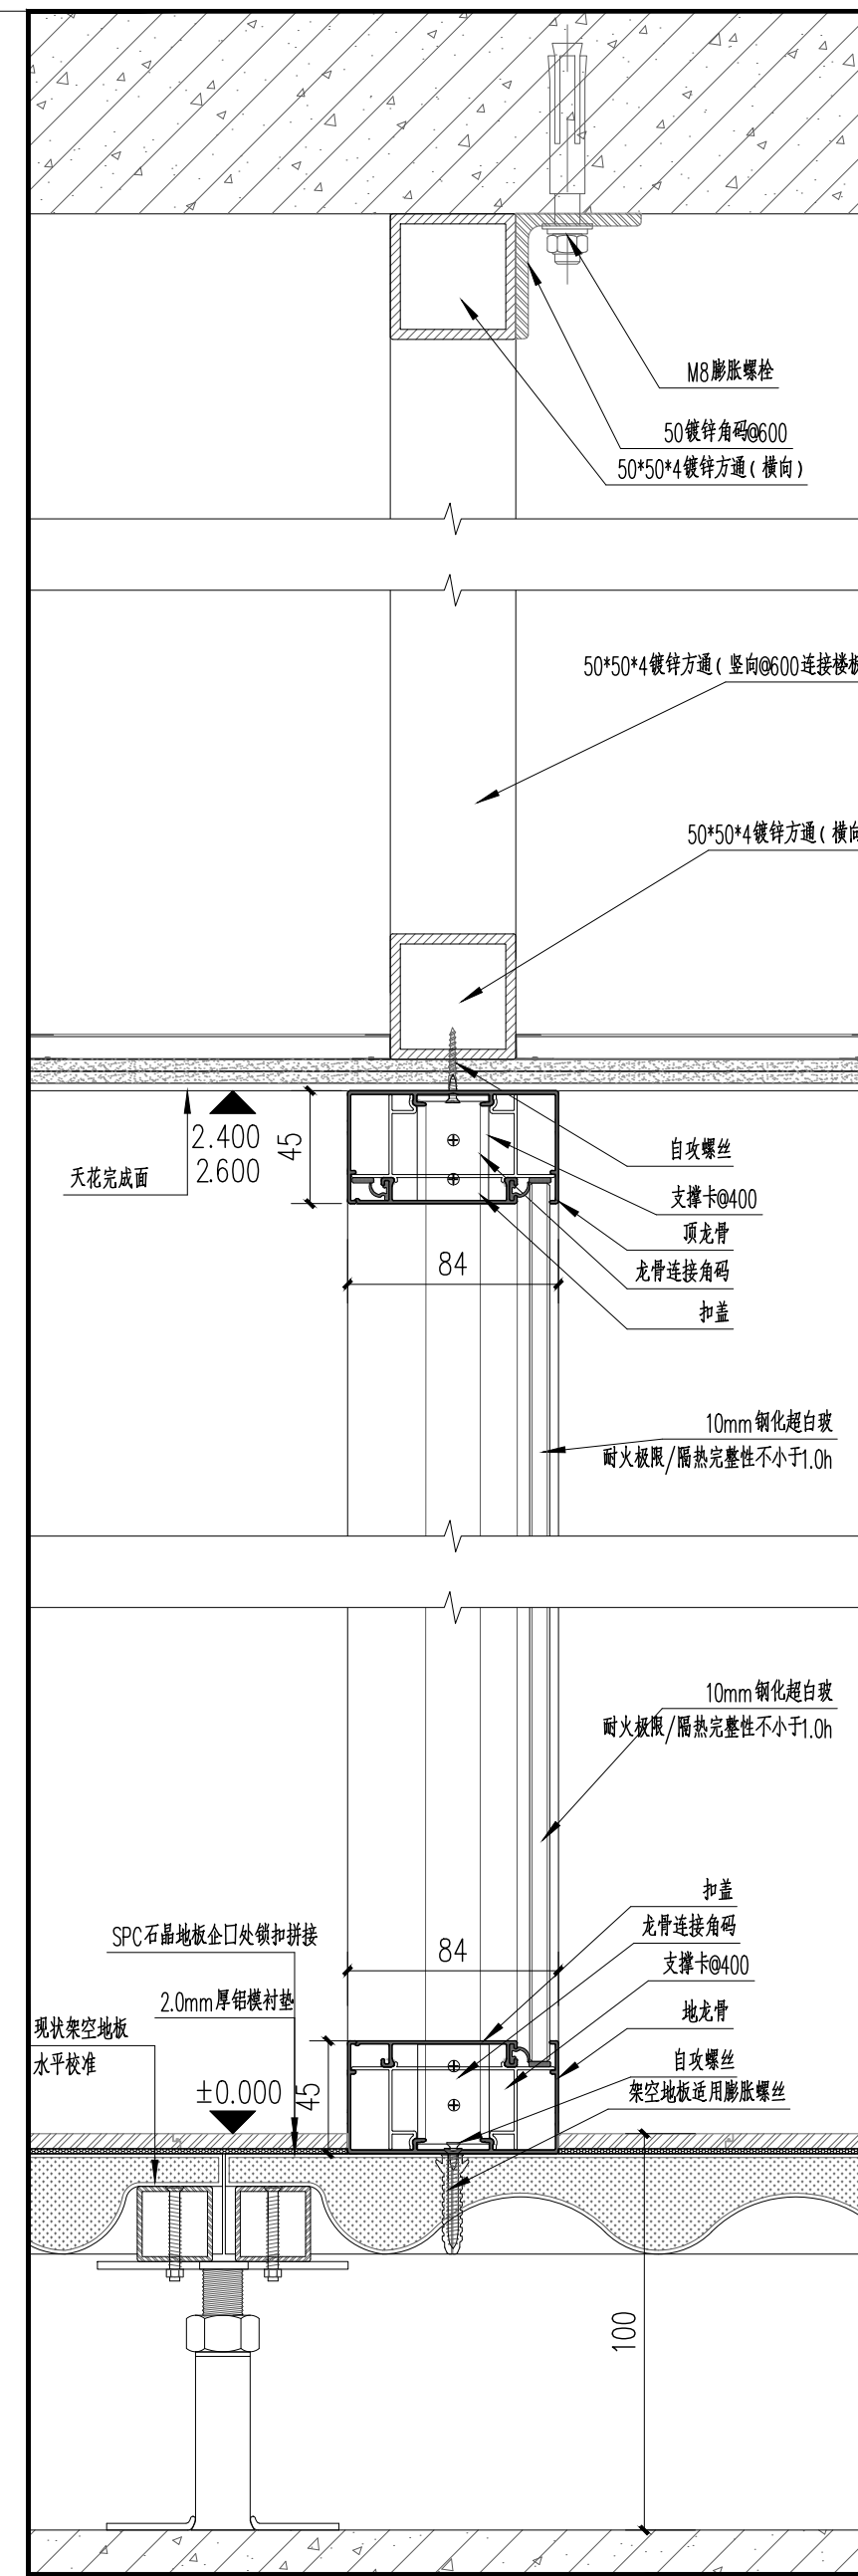 M8膨胀螺栓
50镀锌角码@600
50*50*4镀锌方通(横向)
50*50*4镀锌方通(竖向@600连接楼板
50*50*4镀锌方通(横向
2.400
2.600
45
天花完成面
自攻螺丝
支撑卡@400
顶龙骨
84
龙骨连接角码
扣盖
10mm钢化超白玻
耐火极限/隔热完整性不小于1.0h
10mm钢化超白玻
耐火极限/隔热完整性不小于1.0h
扣盖
龙骨连接角码
SPC石晶地板企口处锁扣拼接
84
支撑卡@400
2.0mm厚铝模衬垫
地龙骨
现状架空地板
水平校准
自攻螺丝
±0.000
45
架空地板适用膨胀螺丝
100